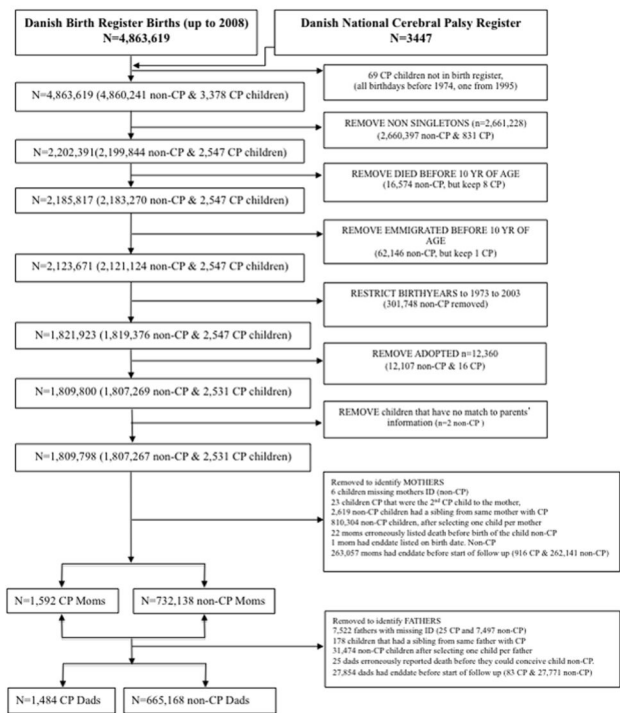 Danish Birth Register Births (up to 2008)
N=4,863,619
Danish National Cerebral Palsy Register
N=3447
69 CP children not in birth register,
(all birthdays before 1974, one from 1995)
N=4,863,619 (4,860,241 non-CP & 3,378 CP children)
REMOVE NON SINGLETONS (n=2,661,228)
(2,660,397 non-CP & 831 CP)
N=2,202,391(2,199,844 non-CP & 2,547 CP children)
REMOVE DIED BEFORE 10 YR OF AGE
(16,574 non-CP, but keep 8 CP)
N=2,185,817 (2,183,270 non-CP & 2,547 CP children)
REMOVE EMMIGRATED BEFORE 10 YR OF
AGE
(62,146 non-CP, but keep 1 CP)
N=2,123,671 (2,121,124 non-CP & 2,547 CP children)
RESTRICT BIRTHYEARS to 1973 to 2003
(301,748 non-CP removed)
N=1,821,923 (1,819,376 non-CP & 2,547 CP children)
REMOVE ADOPTED n=12,360
(12,107 non-CP & 16 CP)
N=1,809,800 (1,807,269 non-CP & 2,531 CP children)
REMOVE children that have no match to parents'
information (n=2 non-CP )
N=1,809,798 (1,807,267 non-CP & 2,531 CP children)
Removed to identify MOTHERS
6 children missing mothers ID (non-CP)
23 children CP that were the 2nd CP child to the mother,
2,619 non-CP children had a sibling from same mother with CP
810,304 non-CP children, after selecting one child per mother
22 moms erroneously listed death before birth of the child non-CP
1 mom had enddate listed on birth date. Non-CP
263,057 moms had enddate before start of follow up (916 CP & 262,141 non-CP)
N=1,592 CP Moms
N=732,138 non-CP Moms
Removed to identify FATHERS
7,522 fathers with missing ID (25 CP and 7,497 non-CP)
178 children that had a sibling from same father with CP
31,474 non-CP children after selecting one child per father
25 dads erroneously reported death before they could conceive child non-CP.
27,854 dads had enddate before start of follow up (83 CP & 27,771 non-CP)
N=1,484 CP Dads
N=665,168 non-CP Dads